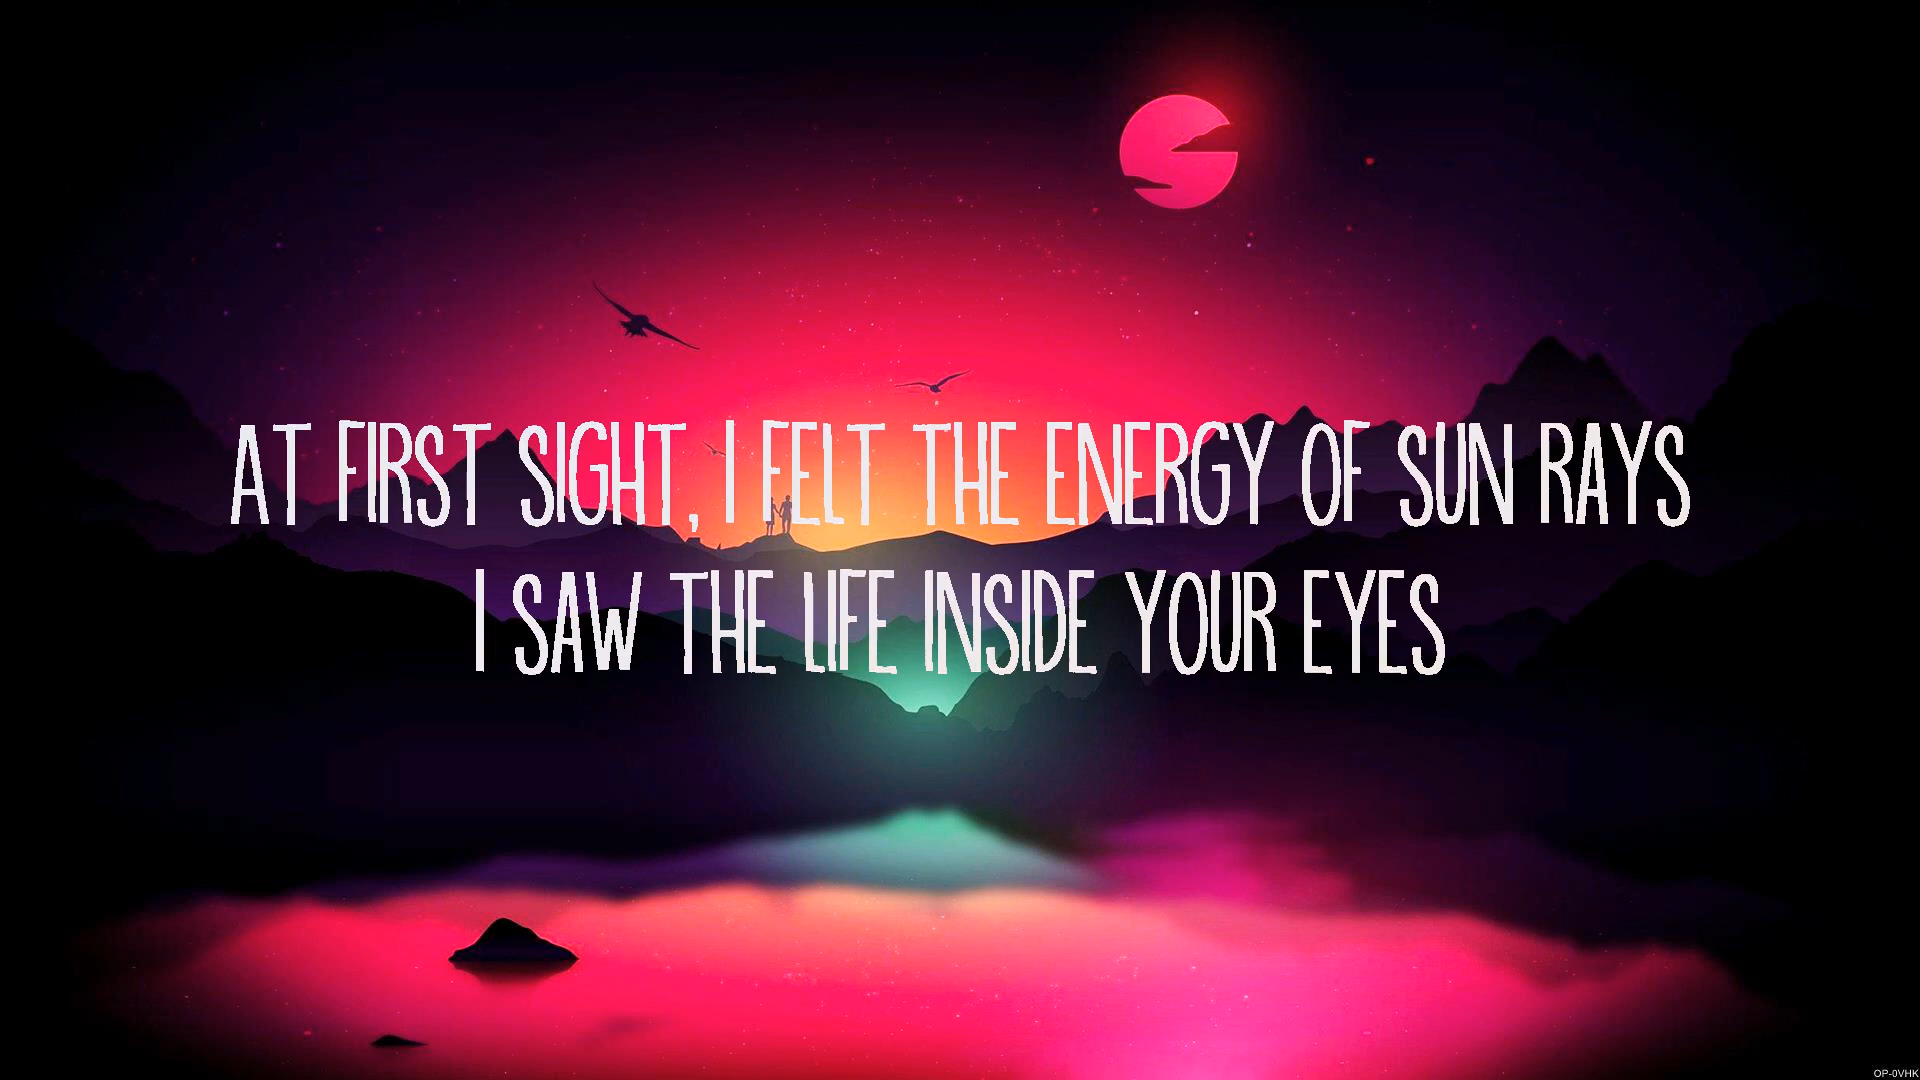 AT FIRST SIGHT, I FELT THE ENERGY OF SUN RAYS
I SAW THE LIFE INSIDE YOUR EYES
OP-0VHK